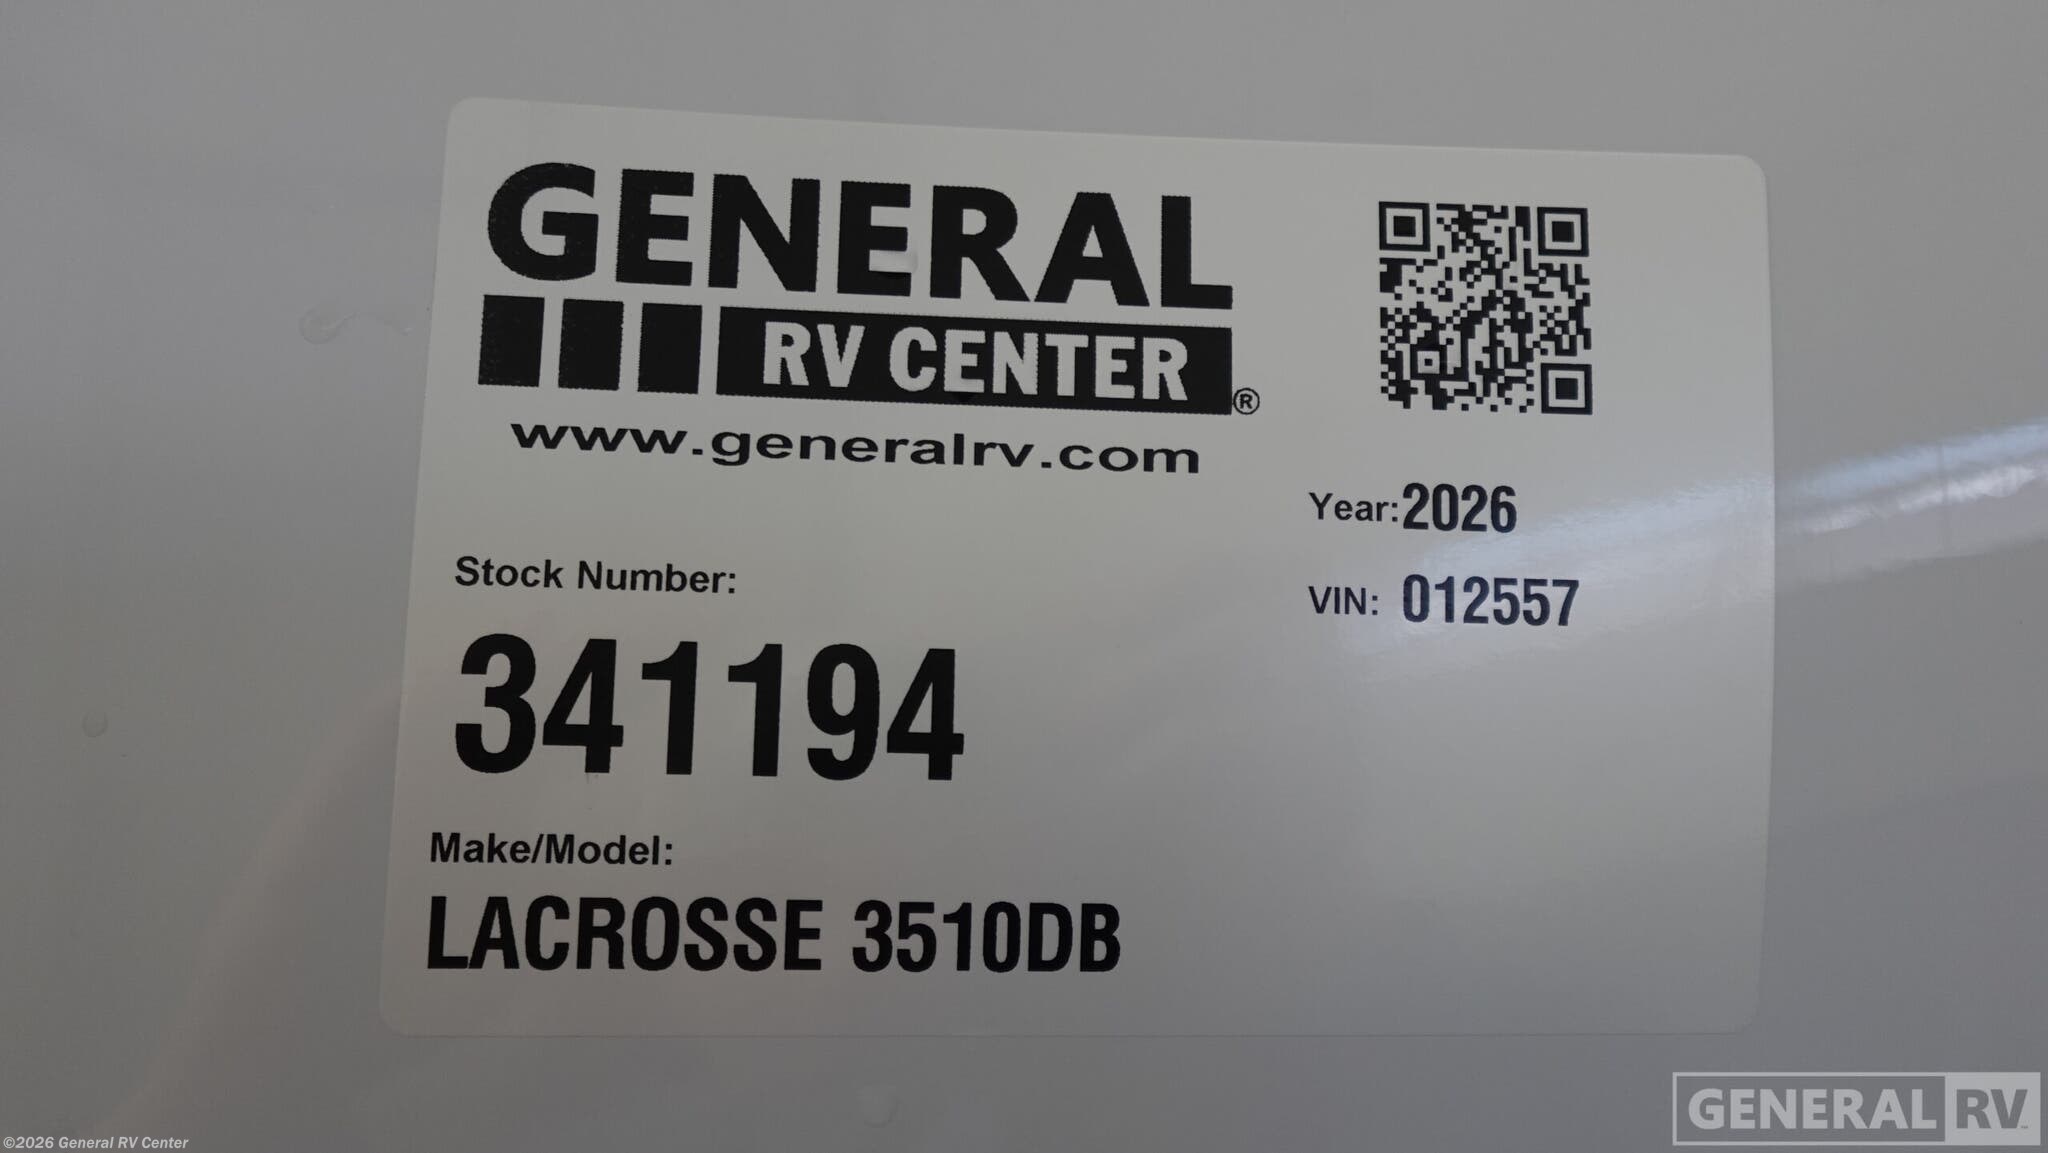 GENERAL
RV CENTER®
www.generalrv.com
Year: 2026
VIN: 012557
Stock Number:
341194
Make/Model:
LACROSSE 3510DB
©2026 General RV Center
GENERAL RV